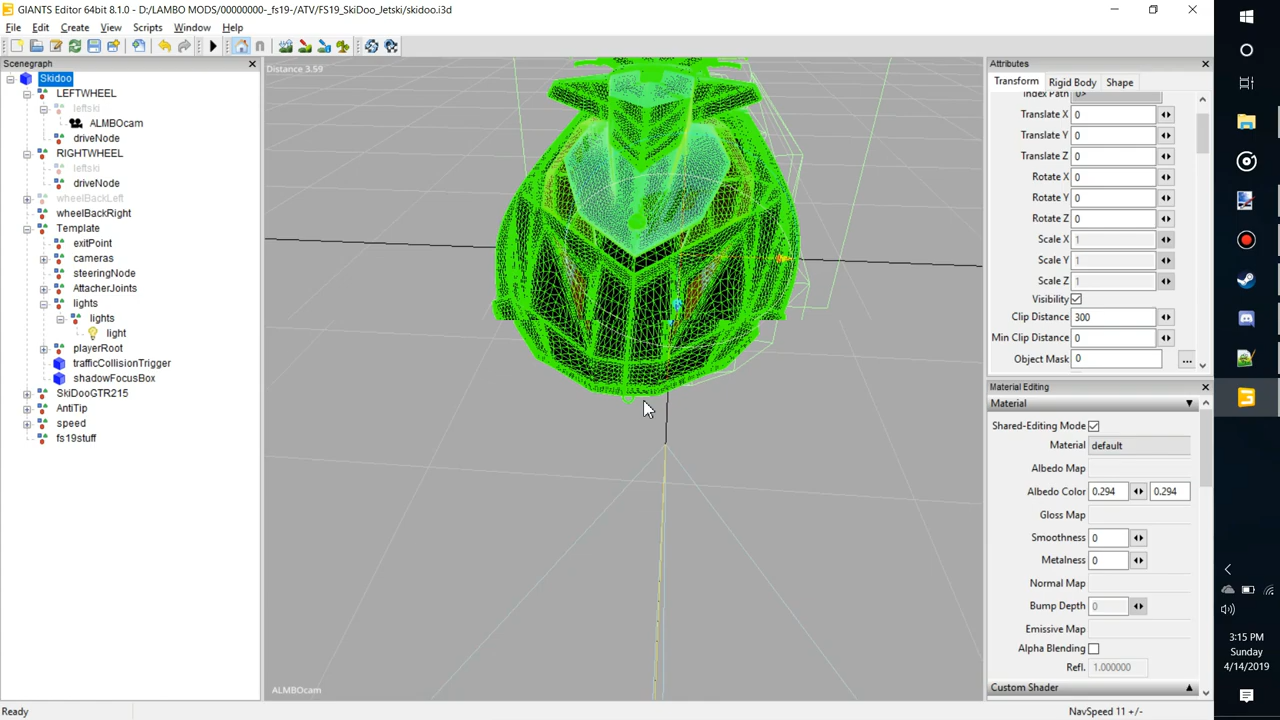 GIANTS Editor 64bit 8.1.0 - D:/LAMBO MODS/00000000-_fs19-/ATV/FS19_SkiDoo_Jetski/skidoo.i3d
File Edit Create View Scripts Window Help
Scenegraph
Skidoo
LEFTWHEEL
leftski
ALMBOcam
driveNode
RIGHTWHEEL
leftski
driveNode
wheelBackLeft
wheelBackRight
Template
exitPoint
cameras
steeringNode
AttacherJoints
lights
lights
light
playerRoot
trafficCollisionTrigger
shadowFocusBox
SkiDooGTR215
AntiTip
speed
fs19stuff
Distance 3.59
ALMBOcam
Attributes
Transform Rigid Body Shape
Index Path 0>
Translate X 0
Translate Y 0
Translate Z 0
Rotate X 0
Rotate Y 0
Rotate Z 0
Scale X 1
Scale Y 1
Scale Z 1
Visibility
Clip Distance 300
Min Clip Distance 0
Object Mask 0 ...
Material Editing
Material
Shared-Editing Mode
Material default
Albedo Map
Albedo Color 0.294 0.294
Gloss Map
Smoothness 0
Metalness 0
Normal Map
Bump Depth 0
Emissive Map
Alpha Blending
Refl. 1.000000
Custom Shader
Ready
NavSpeed 11 +/-
3:15 PM
Sunday
4/14/2019